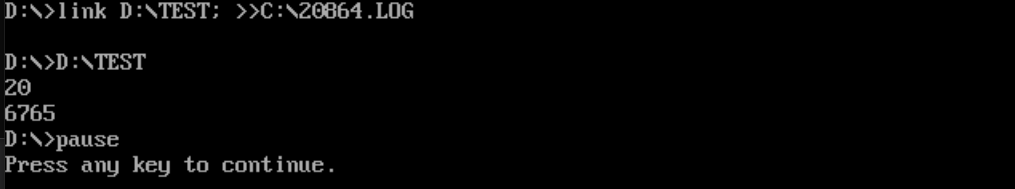 D:\>link D:\TEST; >>C:\20864.LOG
D:\>D:\TEST
20
6765
D:\>pause
Press any key to continue.